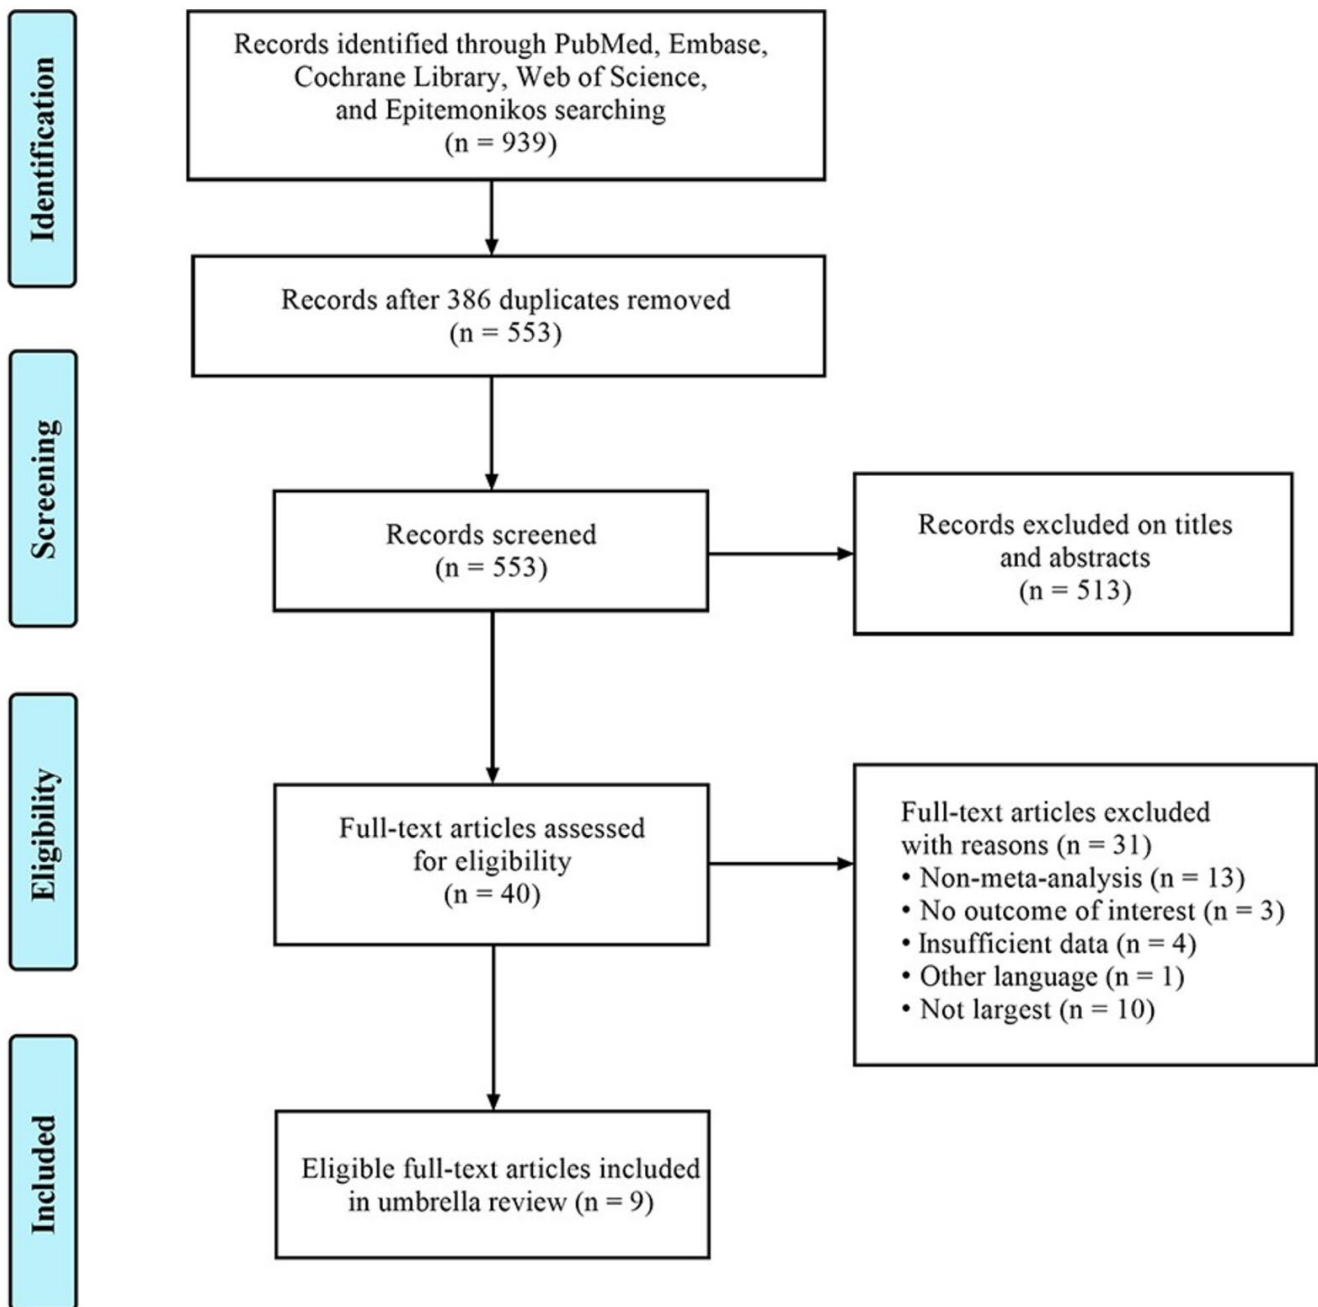 Identification
Records identified through PubMed, Embase,
Cochrane Library, Web of Science,
and Epitemonikos searching
(n = 939)
Records after 386 duplicates removed
(n = 553)
Screening
Records screened
(n = 553)
Records excluded on titles
and abstracts
(n = 513)
Eligibility
Full-text articles assessed
for eligibility
(n = 40)
Full-text articles excluded
with reasons (n = 31)
• Non-meta-analysis (n = 13)
• No outcome of interest (n = 3)
• Insufficient data (n = 4)
• Other language (n = 1)
• Not largest (n = 10)
Included
Eligible full-text articles included
in umbrella review (n = 9)